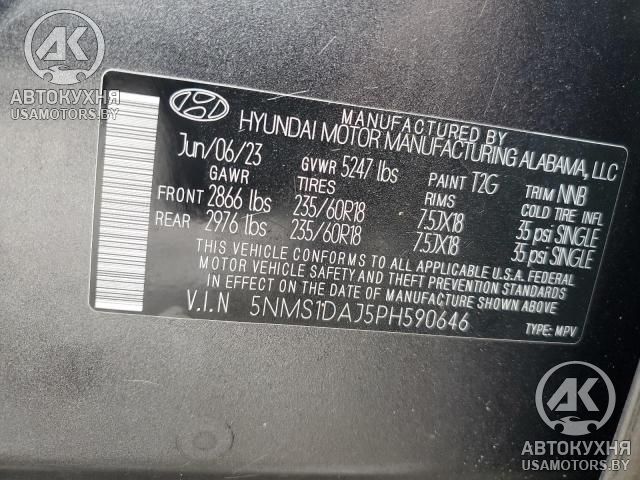 АК
АВТОКУХНЯ
USAMOTORS.BY
MANUFACTURED BY
HYUNDAI MOTOR MANUFACTURING ALABAMA, LLC
Jun/06/23 GVWR 5247 lbs PAINT T2G TRIM NNB
GAWR TIRES RIMS COLD TIRE INFL
FRONT 2866 lbs 235/60R18 7.5JX18 35 psi SINGLE
REAR 2976 lbs 235/60R18 7.5JX18 35 psi SINGLE
THIS VEHICLE CONFORMS TO ALL APPLICABLE U.S.A. FEDERAL
MOTOR VEHICLE SAFETY AND THEFT PREVENTION STANDARDS
IN EFFECT ON THE DATE OF MANUFACTURE SHOWN ABOVE.
V.I.N 5NMS1DAJ5PH590646 TYPE: MPV
АК
АВТОКУХНЯ
USAMOTORS.BY